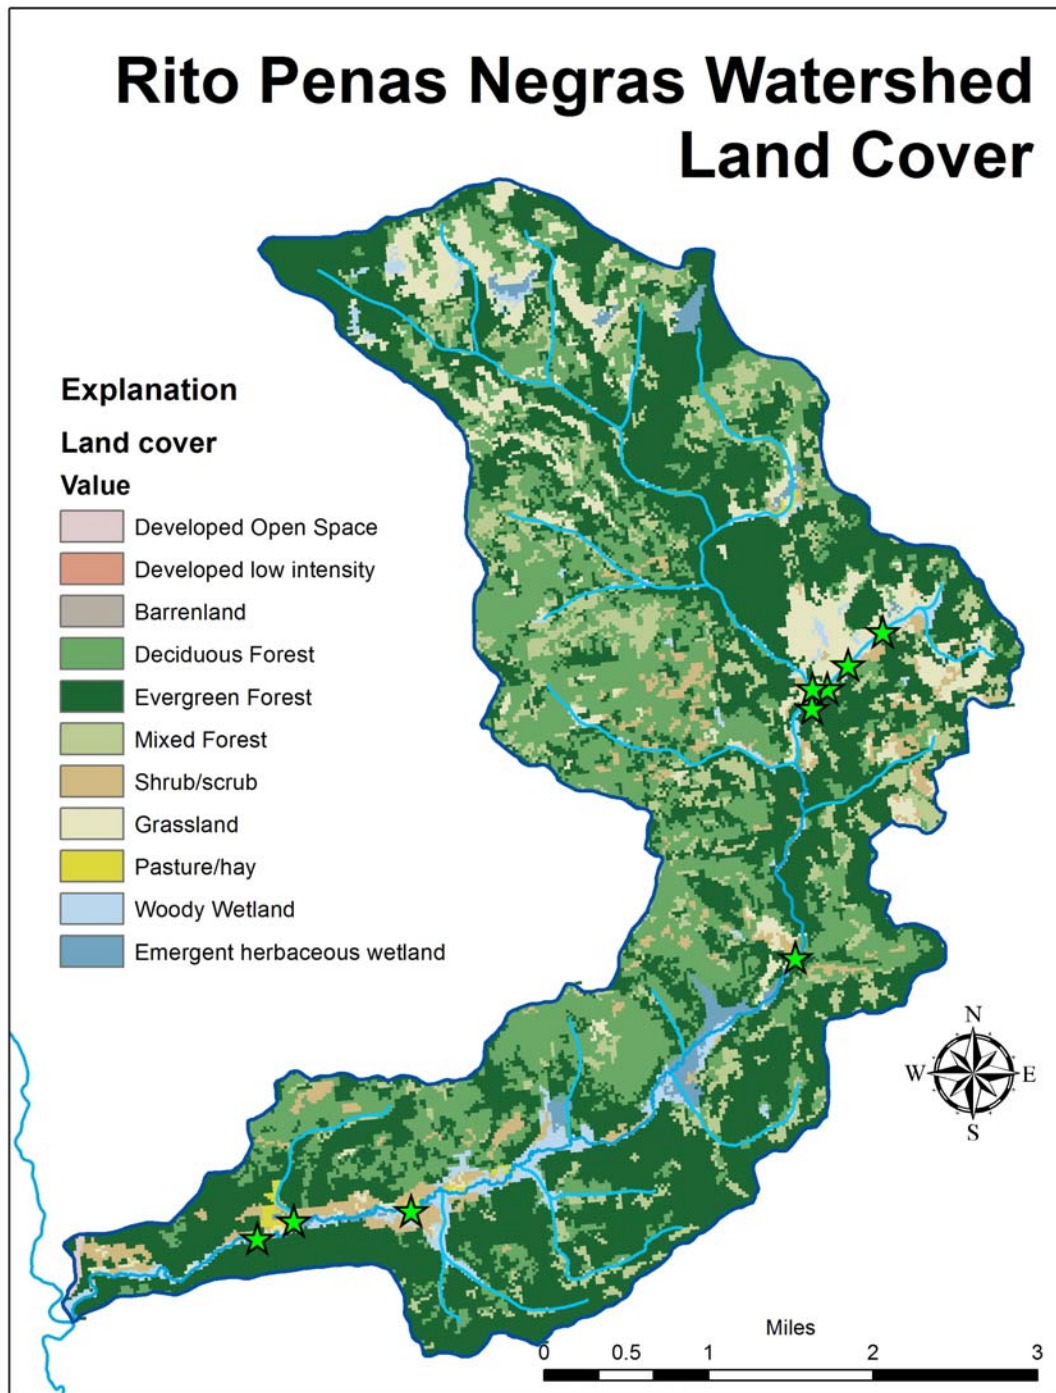 Rito Penas Negras Watershed
Land Cover
Explanation
Land cover
Value
Developed Open Space
Developed low intensity
Barrenland
Deciduous Forest
Evergreen Forest
Mixed Forest
Shrub/scrub
Grassland
Pasture/hay
Woody Wetland
Emergent herbaceous wetland
N
W E
S
Miles
0 0.5 1 2 3